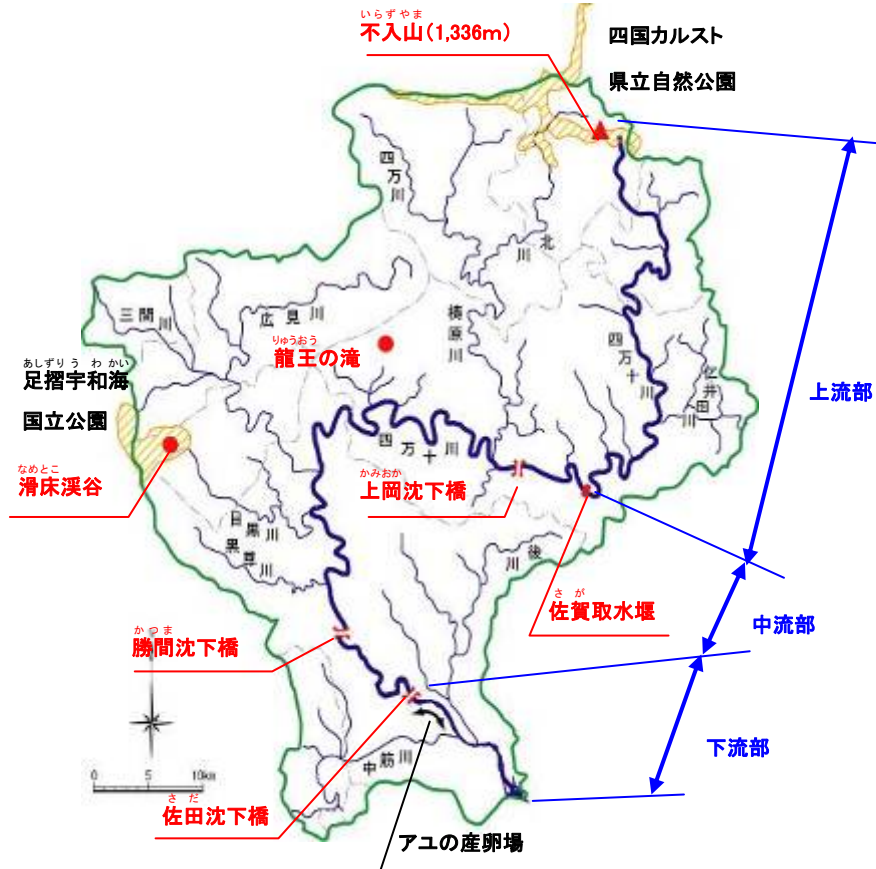 いらずやま
不入山(1,336m)
四国カルスト
県立自然公園
四万川
北川
三間川
広見川
梼原川
りゅうおう
龍王の滝
四万十川
仁井田川
上流部
あしずりうわかい
足摺宇和海
国立公園
四万十川
なめとこ
滑床渓谷
かみおか
上岡沈下橋
目黒川
黒尊川
後川
さが
佐賀取水堰
中流部
かつま
勝間沈下橋
下流部
中筋川
0 5 10km
さだ
佐田沈下橋
アユの産卵場